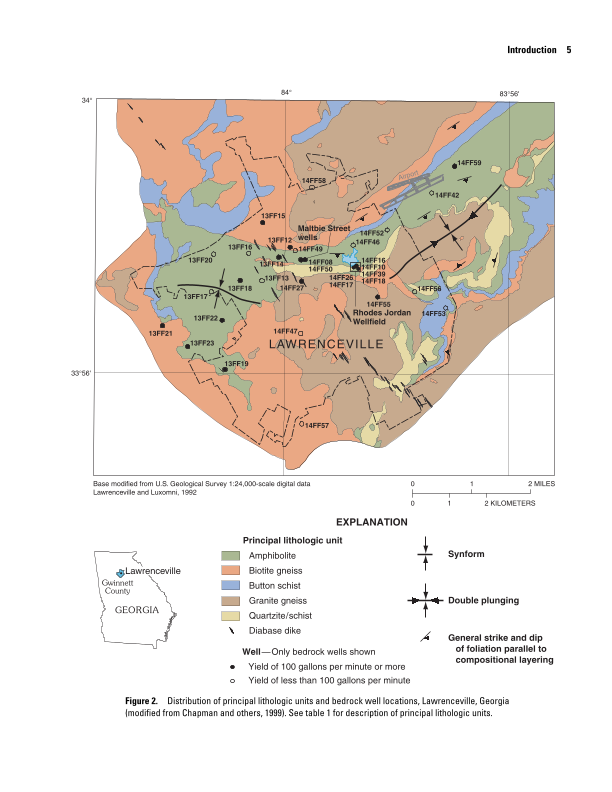 Introduction 5
84°
83°56'
34°
14FF59
Airport
14FF58
14FF42
13FF15
Maltbie Street
wells
14FF52
13FF12
14FF46
13FF16
14FF49
13FF20
13FF14
14FF08
14FF16
14FF50
14FF10
14FF26
14FF39
13FF13
14FF17
14FF18
13FF18
14FF27
14FF56
13FF17
14FF55
14FF53
Rhodes Jordan
Wellfield
13FF22
13FF21
14FF47
13FF23
LAWRENCEVILLE
13FF19
33°56'
14FF57
Base modified from U.S. Geological Survey 1:24,000-scale digital data
Lawrenceville and Luxomni, 1992
0 1 2 MILES
0 1 2 KILOMETERS
EXPLANATION
Principal lithologic unit
Amphibolite
Biotite gneiss
Button schist
Granite gneiss
Quartzite/schist
Diabase dike
Well—Only bedrock wells shown
Yield of 100 gallons per minute or more
Yield of less than 100 gallons per minute
Synform
Double plunging
General strike and dip
of foliation parallel to
compositional layering
Lawrenceville
Gwinnett
County
GEORGIA
Figure 2. Distribution of principal lithologic units and bedrock well locations, Lawrenceville, Georgia
(modified from Chapman and others, 1999). See table 1 for description of principal lithologic units.